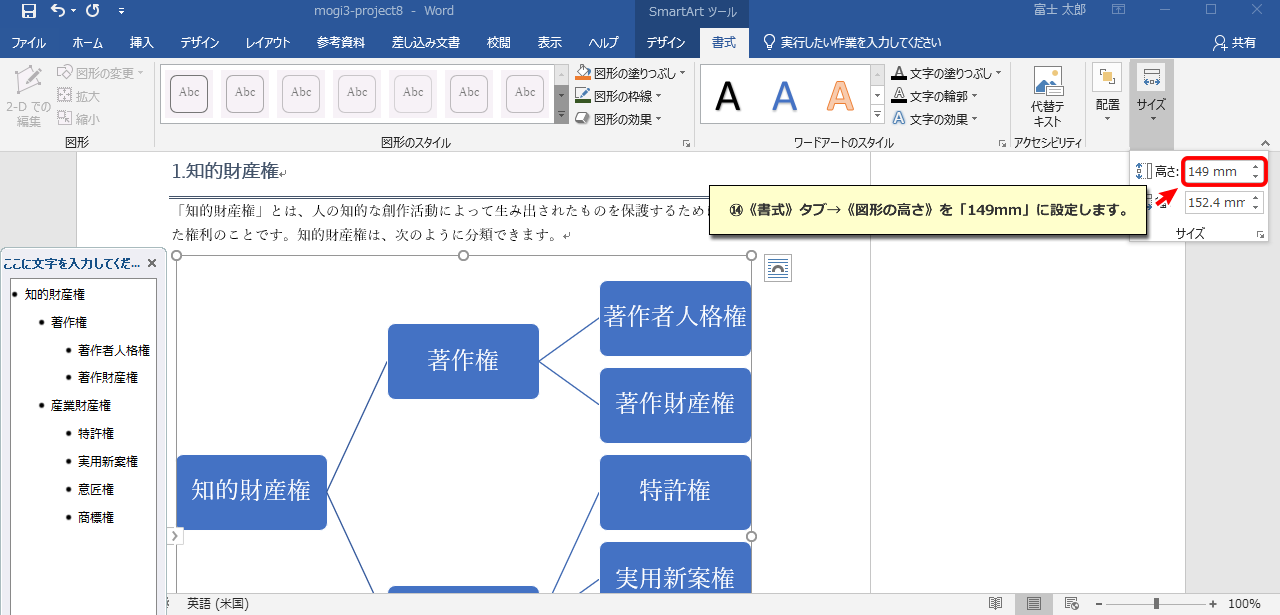 mogi3-project8 - Word
SmartArt ツール
富士 太郎
ファイル ホーム 挿入 デザイン レイアウト 参考資料 差し込み文書 校閲 表示 ヘルプ デザイン 書式 実行したい作業を入力してください 共有
2-D での
編集
図形の変更
拡大
縮小
図形
Abc Abc Abc Abc Abc Abc Abc
図形の塗りつぶし
図形の枠線
図形の効果
図形のスタイル
A A A
文字の塗りつぶし
文字の輪郭
文字の効果
ワードアートのスタイル
代替テ
キスト
アクセシビリティ
配置
サイズ
高さ: 149 mm
152.4 mm
サイズ
⑭《書式》タブ→《図形の高さ》を「149mm」に設定します。
1.知的財産権
「知的財産権」とは、人の知的な創作活動によって生み出されたものを保護するために
た権利のことです。知的財産権は、次のように分類できます。
ここに文字を入力してくだ...
知的財産権
著作権
著作者人格権
著作財産権
産業財産権
特許権
実用新案権
意匠権
商標権
知的財産権
著作権
著作者人格権
著作財産権
特許権
実用新案権
英語 (米国)
100%